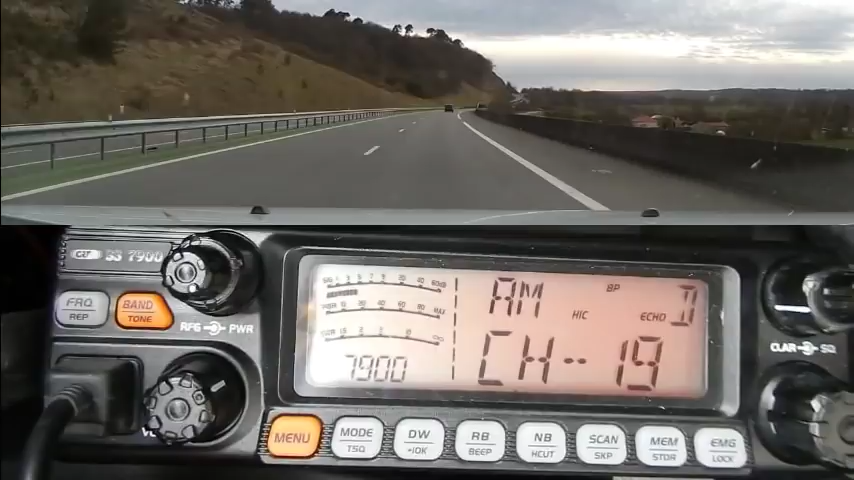 CRT SS 7900
FRQ
REP
BAND
TONE
RFG PWR
AM
BP
HIC
ECHO
D
CH-19
7900
CLAR SQ
MENU
MODE
TSQ
DW
+10K
RB
BEEP
NB
HCUT
SCAN
SKP
MEM
STOR
EMG
LOCK